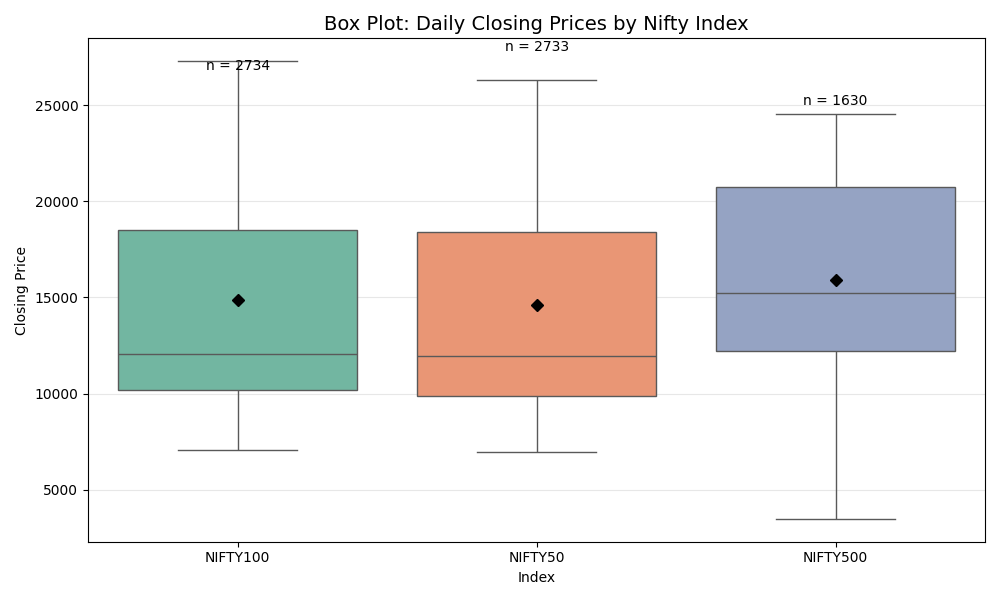 Box Plot: Daily Closing Prices by Nifty Index
n = 2734
n = 2733
n = 1630
Closing Price
25000
20000
15000
10000
5000
NIFTY100
NIFTY50
NIFTY500
Index